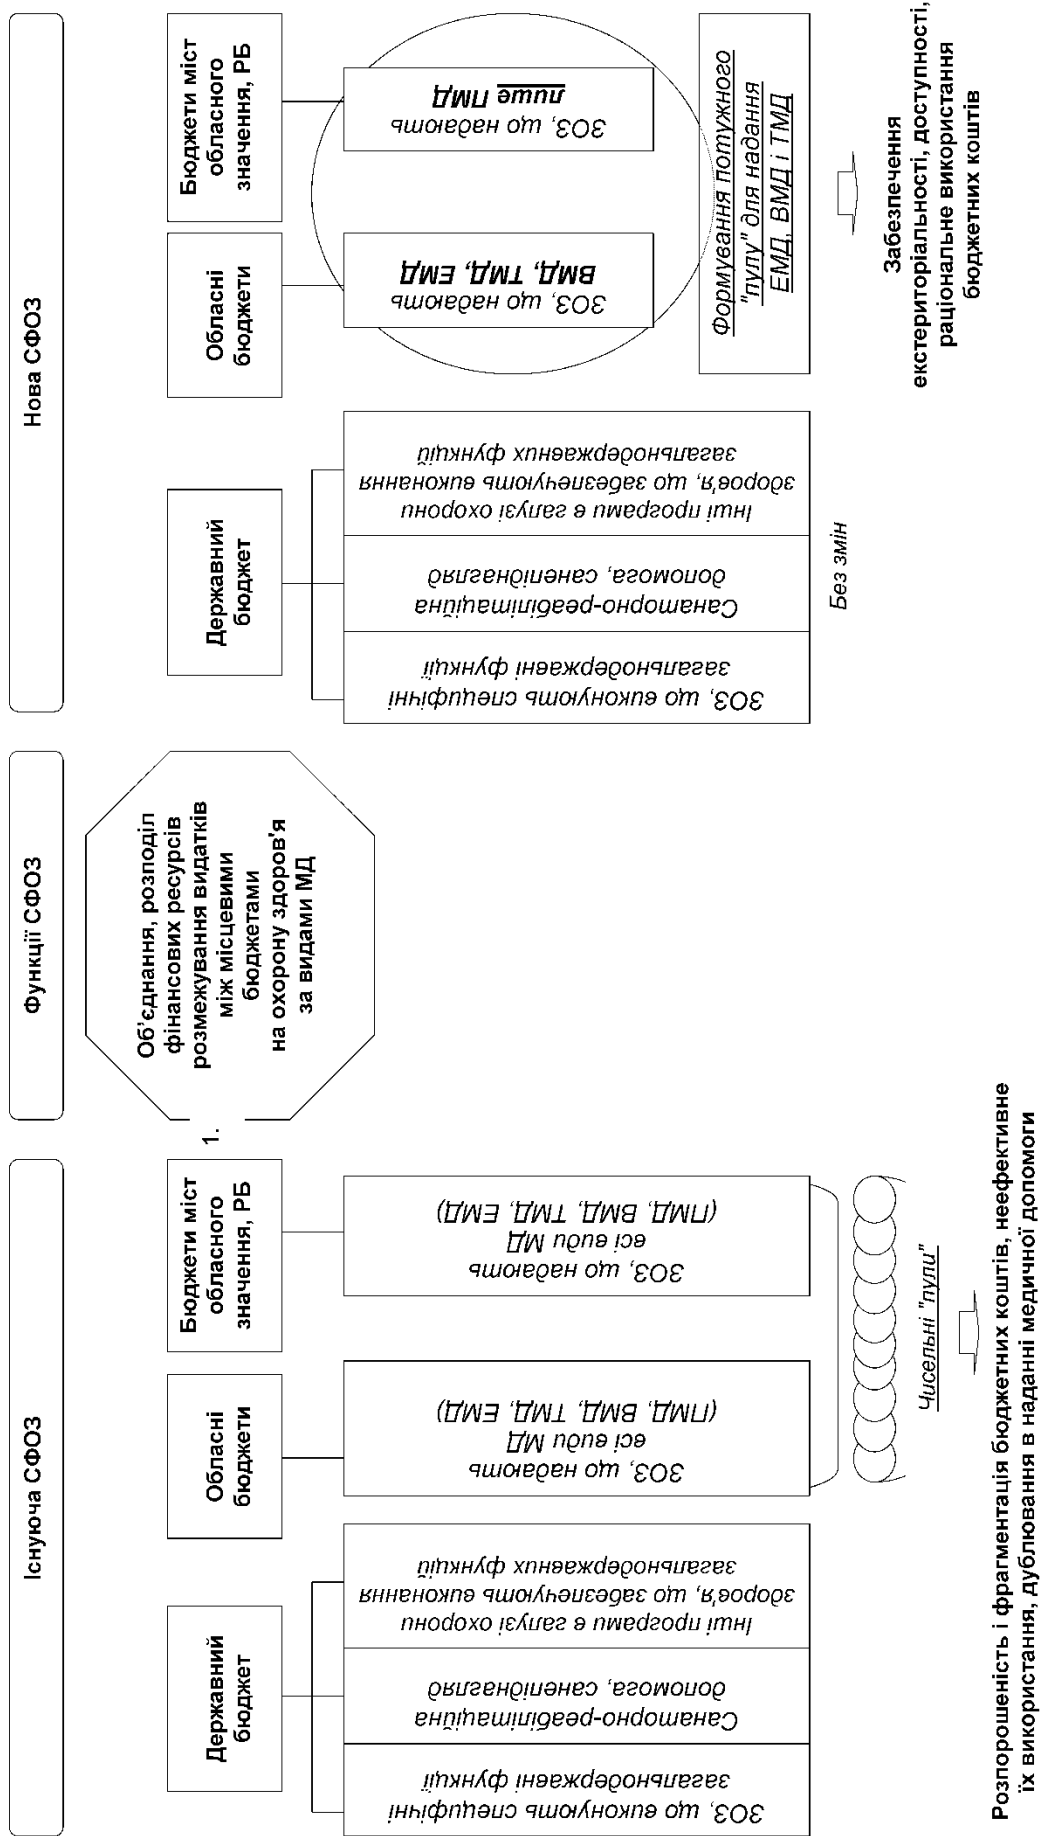 Існуюча СФОЗ
Функції СФОЗ
Нова СФОЗ
Державний
бюджет
Обласні
бюджети
Бюджети міст
обласного
значення, РБ
ЗОЗ, що виконують специфічні
загальнодержавні функції
Санаторно-реабілітаційна
допомога, санепіднагляд
Інші програми в галузі охорони
здоров'я, що забезпечують виконання
загальнодержавних функцій
ЗОЗ, що надають
всі види МД
(ПМД, ВМД, ТМД, ЕМД)
ЗОЗ, що надають
всі види МД
(ПМД, ВМД, ТМД, ЕМД)
Чисельні "пули"
Розпорошеність і фрагментація бюджетних коштів, неефективне
їх використання, дублювання в наданні медичної допомоги
1.
Об'єднання, розподіл
фінансових ресурсів
розмежування видатків
між місцевими
бюджетами
на охорону здоров'я
за видами МД
Державний
бюджет
Обласні
бюджети
Бюджети міст
обласного
значення, РБ
ЗОЗ, що виконують специфічні
загальнодержавні функції
Санаторно-реабілітаційна
допомога, санепіднагляд
Інші програми в галузі охорони
здоров'я, що забезпечують виконання
загальнодержавних функцій
Без змін
ЗОЗ, що надають
ВМД, ТМД, ЕМД
ЗОЗ, що надають
лише ПМД
Формування потужного
"пулу" для надання
ЕМД, ВМД і ТМД
Забезпечення
екстериторіальності, доступності,
раціональне використання
бюджетних коштів